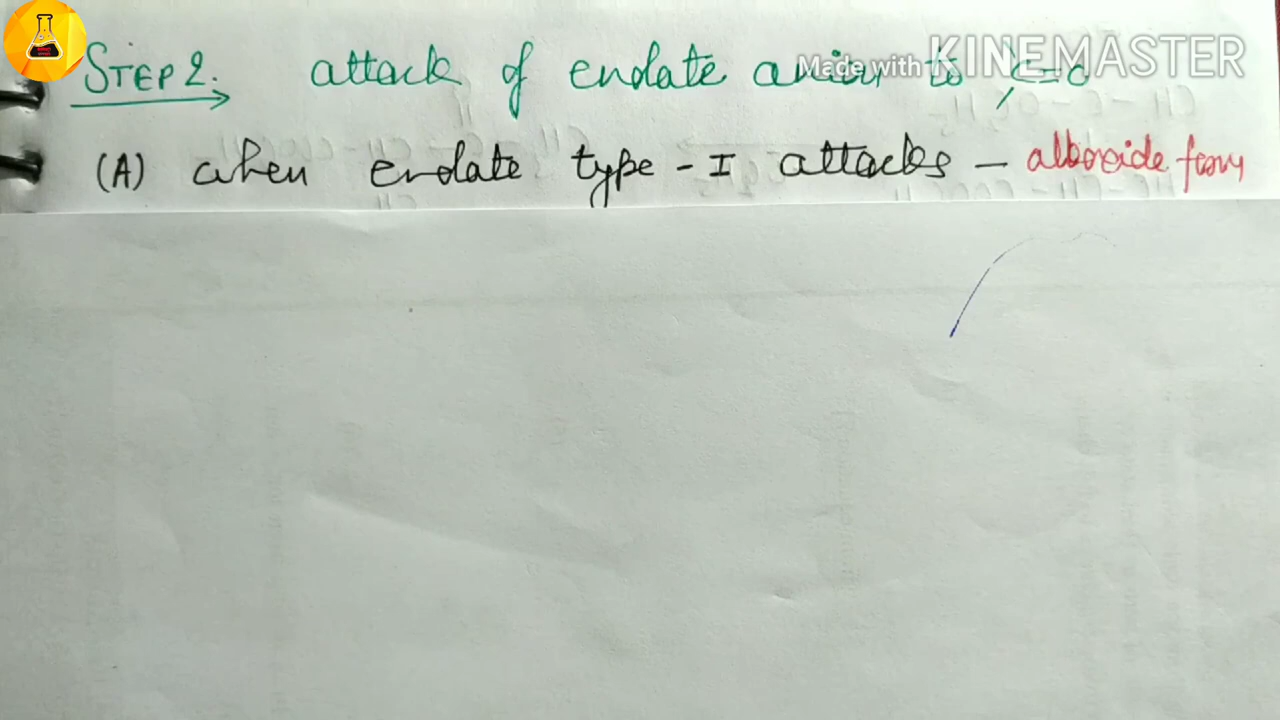 STEP 2. attack of enolate anion to >C=O
Made with KINEMASTER
(A) when enolate type - I attacks - alkoxide form